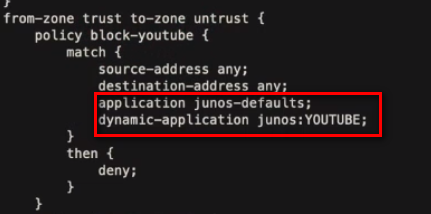 }
from-zone trust to-zone untrust {
policy block-youtube {
match {
source-address any;
destination-address any;
application junos-defaults;
dynamic-application junos:YOUTUBE;
}
then {
deny;
}
}